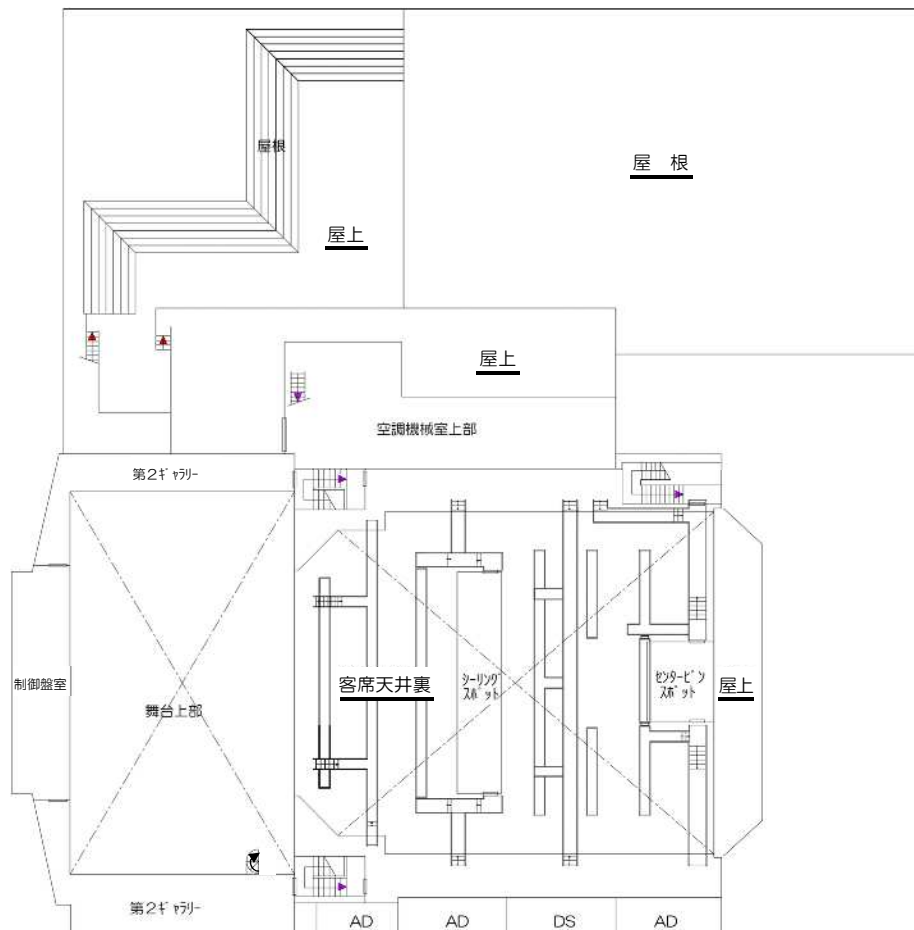 屋根
屋　根
屋上
屋上
空調機械室上部
第2ギャラリー
制御盤室
舞台上部
客席天井裏
シーリング
スポット
センターピン
スポット
屋上
第2ギャラリー
AD
AD
DS
AD